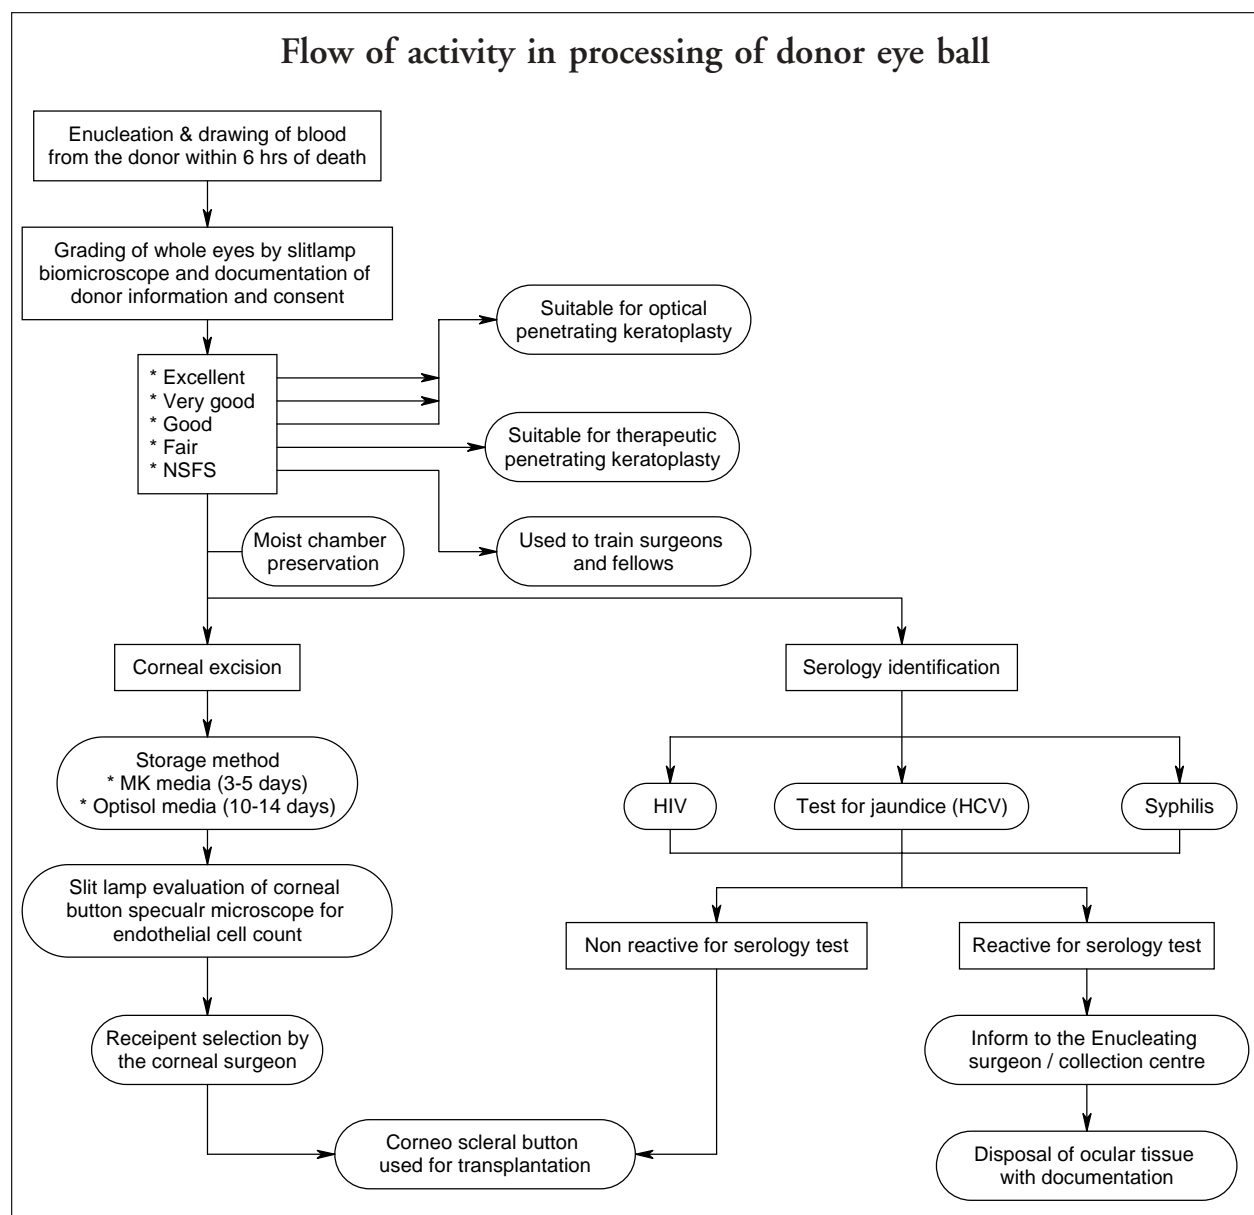 Flow of activity in processing of donor eye ball
Enucleation & drawing of blood
from the donor within 6 hrs of death
Grading of whole eyes by slitlamp
biomicroscope and documentation of
donor information and consent
Suitable for optical
penetrating keratoplasty
* Excellent
* Very good
* Good
* Fair
* NSFS
Suitable for therapeutic
penetrating keratoplasty
Moist chamber
preservation
Used to train surgeons
and fellows
Corneal excision
Serology identification
Storage method
* MK media (3-5 days)
* Optisol media (10-14 days)
HIV
Test for jaundice (HCV)
Syphilis
Slit lamp evaluation of corneal
button specualr microscope for
endothelial cell count
Non reactive for serology test
Reactive for serology test
Receipent selection by
the corneal surgeon
Inform to the Enucleating
surgeon / collection centre
Corneo scleral button
used for transplantation
Disposal of ocular tissue
with documentation